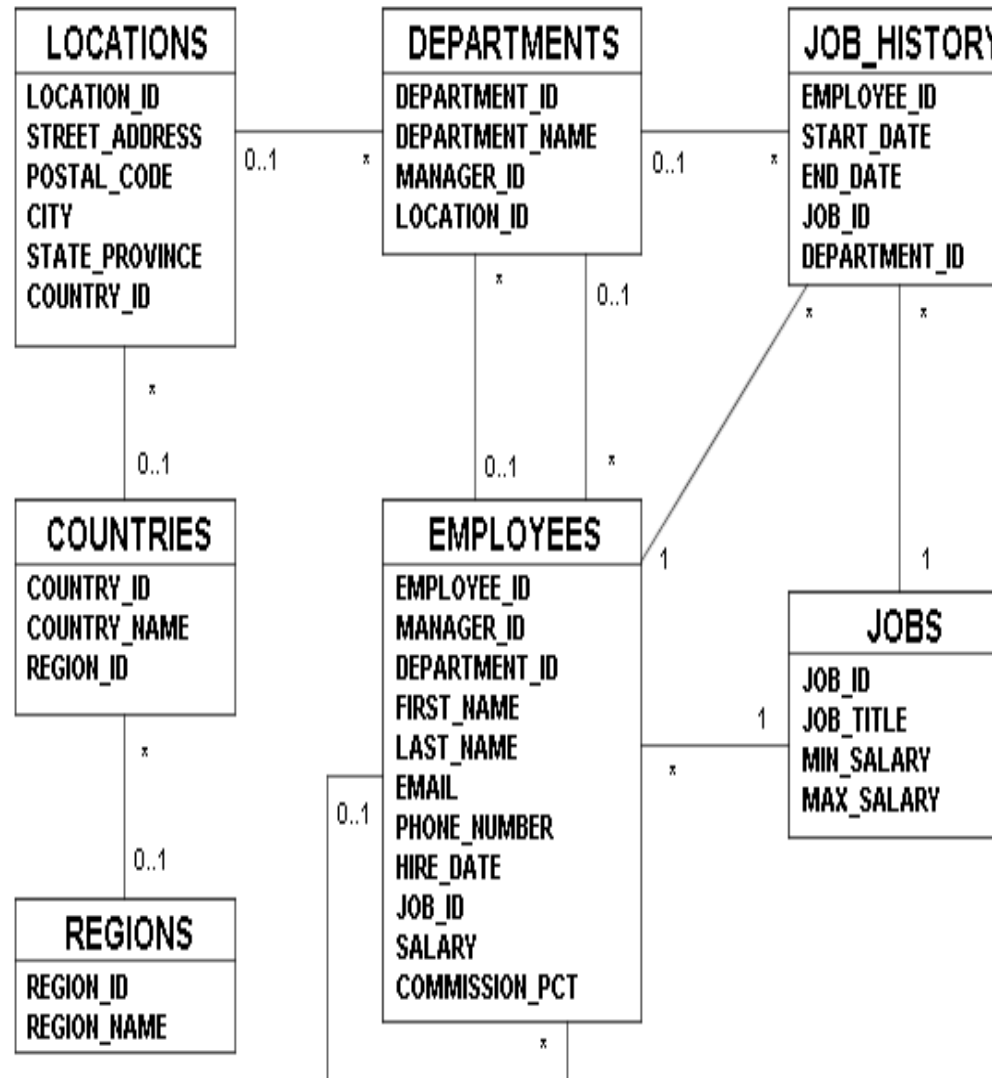 LOCATIONS
LOCATION_ID
STREET_ADDRESS
POSTAL_CODE
CITY
STATE_PROVINCE
COUNTRY_ID
0..1
*
DEPARTMENTS
DEPARTMENT_ID
DEPARTMENT_NAME
MANAGER_ID
LOCATION_ID
0..1
*
JOB_HISTORY
EMPLOYEE_ID
START_DATE
END_DATE
JOB_ID
DEPARTMENT_ID
*
0..1
*
0..1
0..1
*
*
1
*
1
COUNTRIES
COUNTRY_ID
COUNTRY_NAME
REGION_ID
*
0..1
EMPLOYEES
EMPLOYEE_ID
MANAGER_ID
DEPARTMENT_ID
FIRST_NAME
LAST_NAME
EMAIL
PHONE_NUMBER
HIRE_DATE
JOB_ID
SALARY
COMMISSION_PCT
0..1
*
1
*
JOBS
JOB_ID
JOB_TITLE
MIN_SALARY
MAX_SALARY
REGIONS
REGION_ID
REGION_NAME